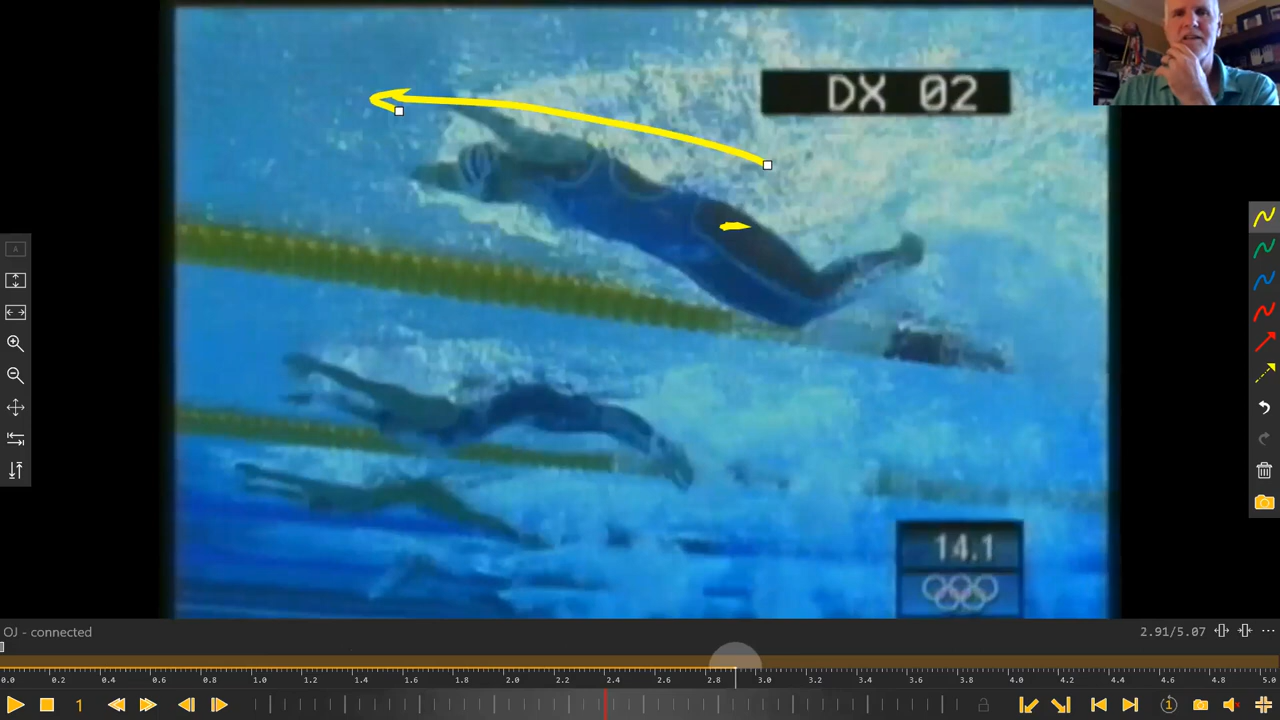 DX 02
14.1
OJ - connected
2.91/5.07
0.0 0.2 0.4 0.6 0.8 1.0 1.2 1.4 1.6 1.8 2.0 2.2 2.4 2.6 2.8 3.0 3.2 3.4 3.6 3.8 4.0 4.2 4.4 4.6 4.8 5.0
1
1